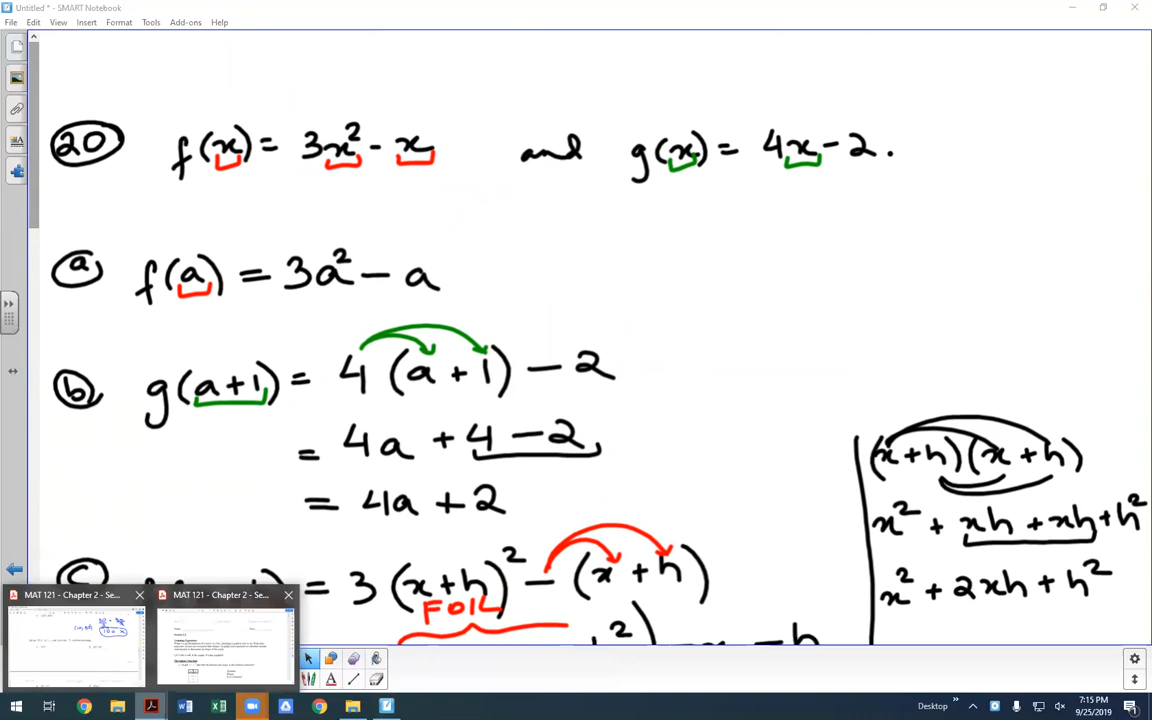 Untitled * - SMART Notebook
File Edit View Insert Format Tools Add-ons Help
20 f(x) = 3x² - x and g(x) = 4x - 2.
a f(a) = 3a² - a
b g(a+1) = 4(a+1) - 2
= 4a + 4 - 2
= 4a + 2
(x+h)(x+h)
x² + xh + xh + h²
x² + 2xh + h²
c = 3(x+h)² - (x+h)
FOIL
MAT 121 - Chapter 2 - Se...
MAT 121 - Chapter 2 - Se...
Desktop
7:15 PM
9/25/2019